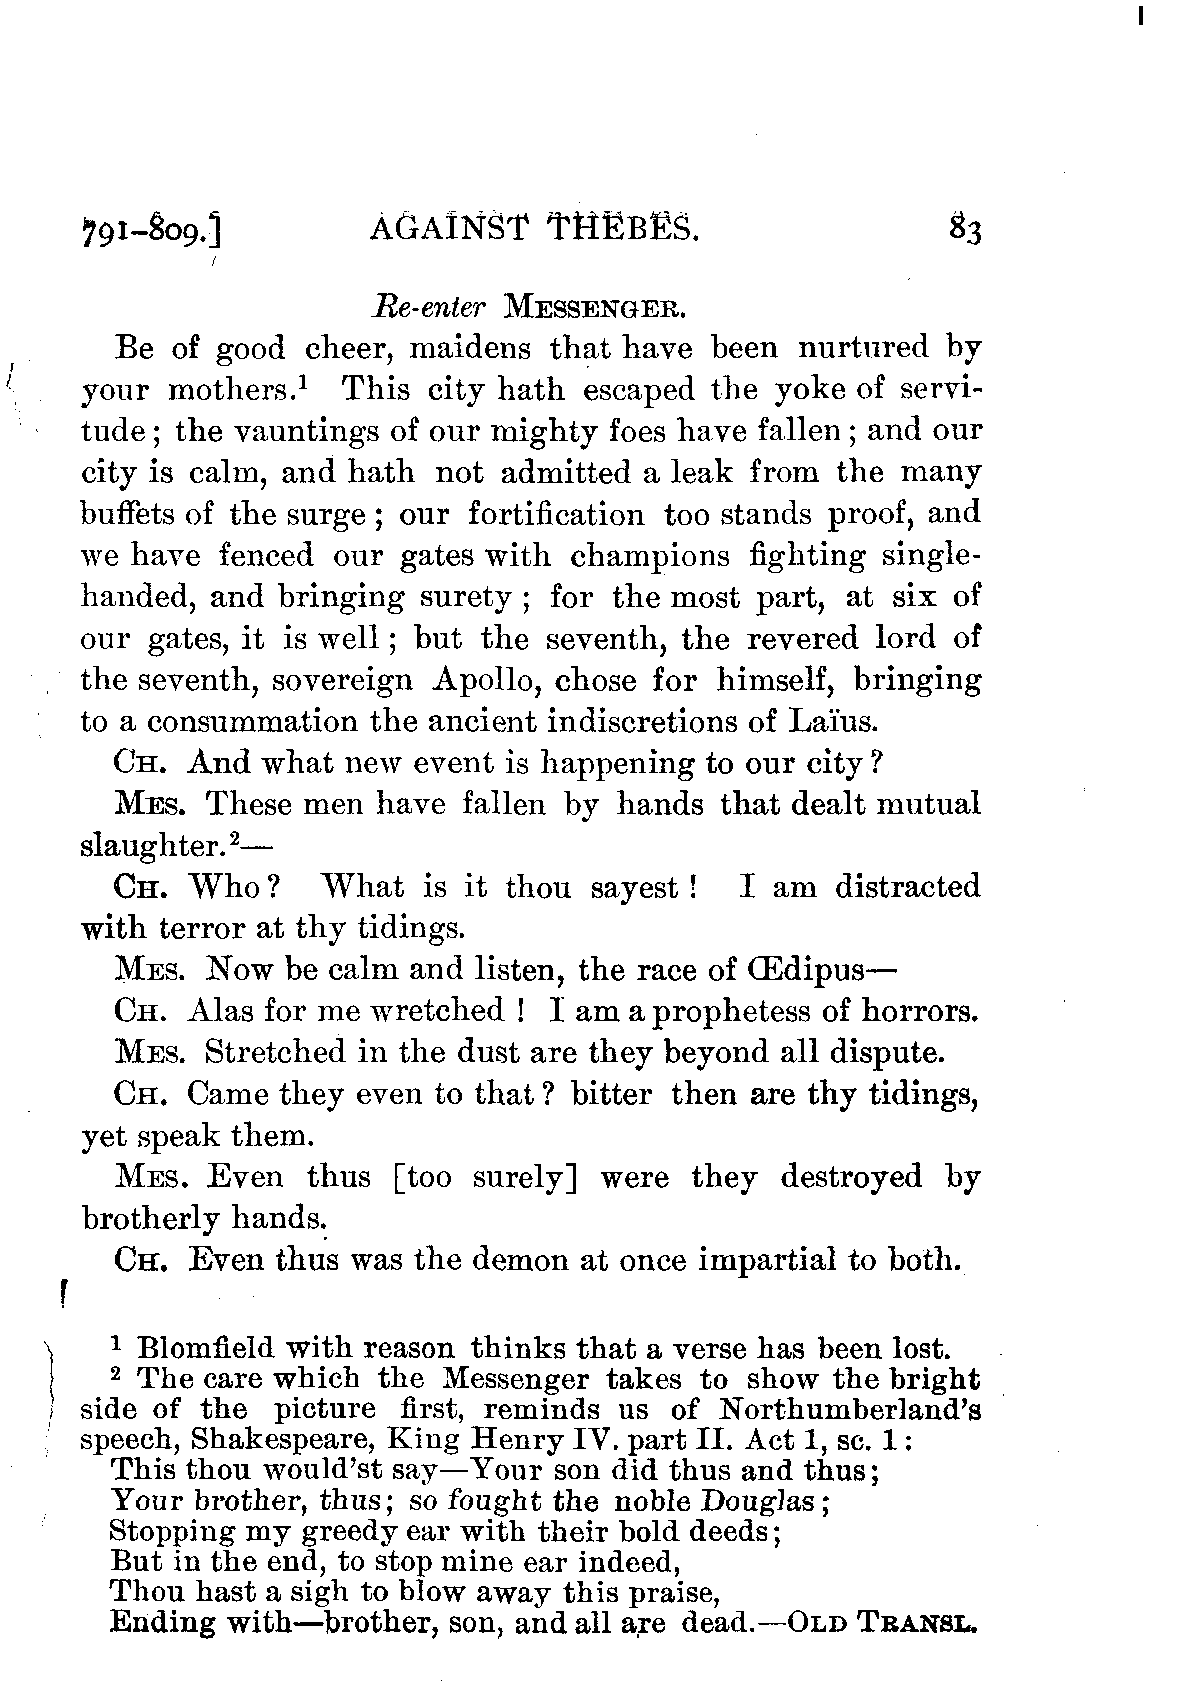 791–809.] AGAINST THEBES. 83
Re-enter MESSENGER.
Be of good cheer, maidens that have been nurtured by
your mothers.¹ This city hath escaped the yoke of servi-
tude; the vauntings of our mighty foes have fallen; and our
city is calm, and hath not admitted a leak from the many
buffets of the surge; our fortification too stands proof, and
we have fenced our gates with champions fighting single-
handed, and bringing surety; for the most part, at six of
our gates, it is well; but the seventh, the revered lord of
the seventh, sovereign Apollo, chose for himself, bringing
to a consummation the ancient indiscretions of Laïus.
CH. And what new event is happening to our city?
MES. These men have fallen by hands that dealt mutual
slaughter.²—
CH. Who? What is it thou sayest! I am distracted
with terror at thy tidings.
MES. Now be calm and listen, the race of Œdipus—
CH. Alas for me wretched! I am a prophetess of horrors.
MES. Stretched in the dust are they beyond all dispute.
CH. Came they even to that? bitter then are thy tidings,
yet speak them.
MES. Even thus [too surely] were they destroyed by
brotherly hands.
CH. Even thus was the demon at once impartial to both.
¹ Blomfield with reason thinks that a verse has been lost.
² The care which the Messenger takes to show the bright
side of the picture first, reminds us of Northumberland's
speech, Shakespeare, King Henry IV. part II. Act 1, sc. 1:
This thou would'st say—Your son did thus and thus;
Your brother, thus; so fought the noble Douglas;
Stopping my greedy ear with their bold deeds;
But in the end, to stop mine ear indeed,
Thou hast a sigh to blow away this praise,
Ending with—brother, son, and all are dead.—OLD TRANSL.